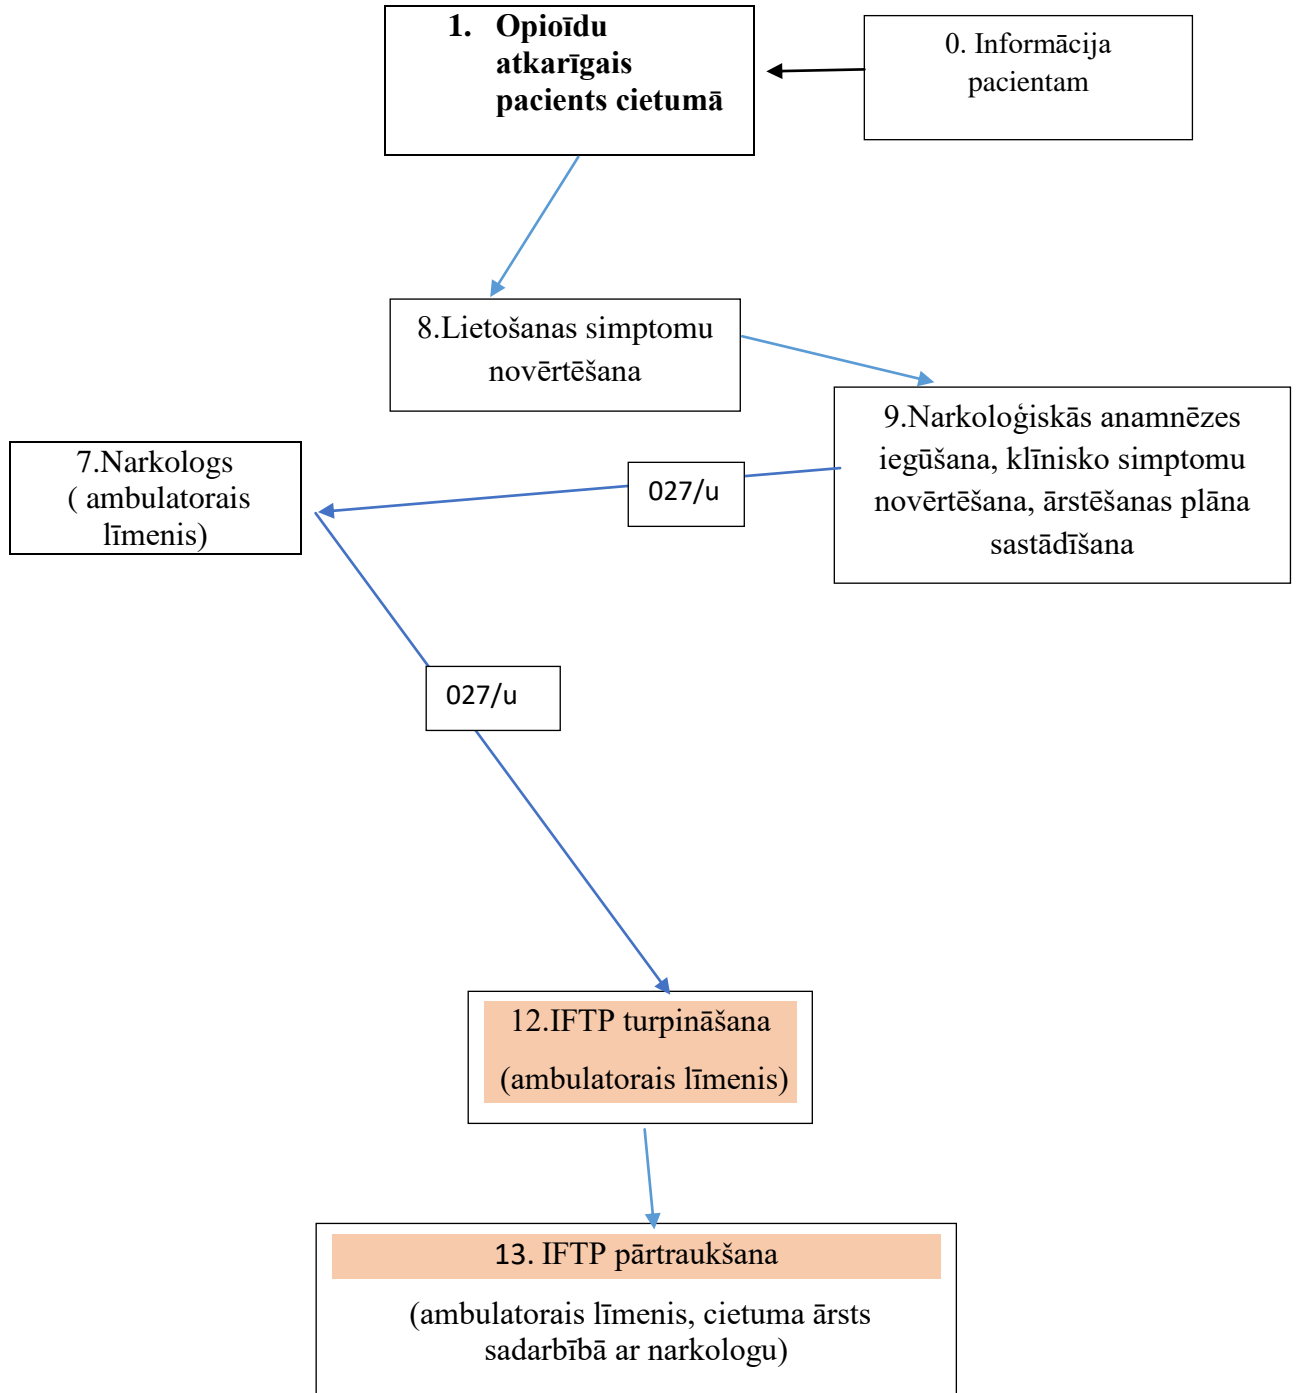 1. Opioīdu
atkarīgais
pacients cietumā
0. Informācija
pacientam
8.Lietošanas simptomu
novērtēšana
9.Narkoloģiskās anamnēzes
iegūšana, klīnisko simptomu
novērtēšana, ārstēšanas plāna
sastādīšana
7.Narkologs
( ambulatorais
līmenis)
027/u
027/u
12.IFTP turpināšana
(ambulatorais līmenis)
13. IFTP pārtraukšana
(ambulatorais līmenis, cietuma ārsts
sadarbībā ar narkologu)